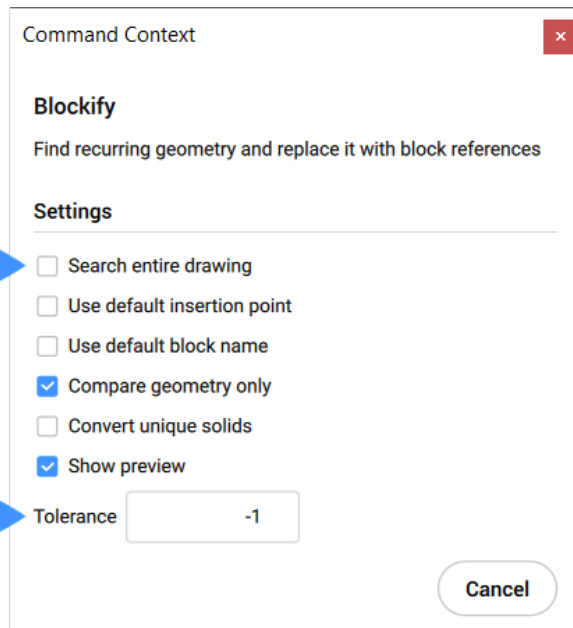 Command Context
Blockify
Find recurring geometry and replace it with block references
Settings
Search entire drawing
Use default insertion point
Use default block name
Compare geometry only
Convert unique solids
Show preview
Tolerance -1
Cancel